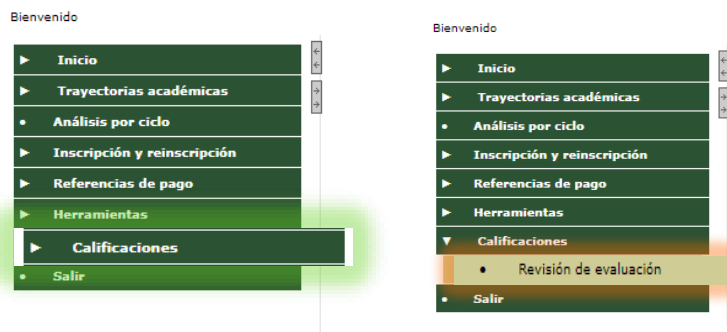 Bienvenido
Inicio
Trayectorias académicas
Análisis por ciclo
Inscripción y reinscripción
Referencias de pago
Herramientas
Calificaciones
Salir
Bienvenido
Inicio
Trayectorias académicas
Análisis por ciclo
Inscripción y reinscripción
Referencias de pago
Herramientas
Calificaciones
Revisión de evaluación
Salir